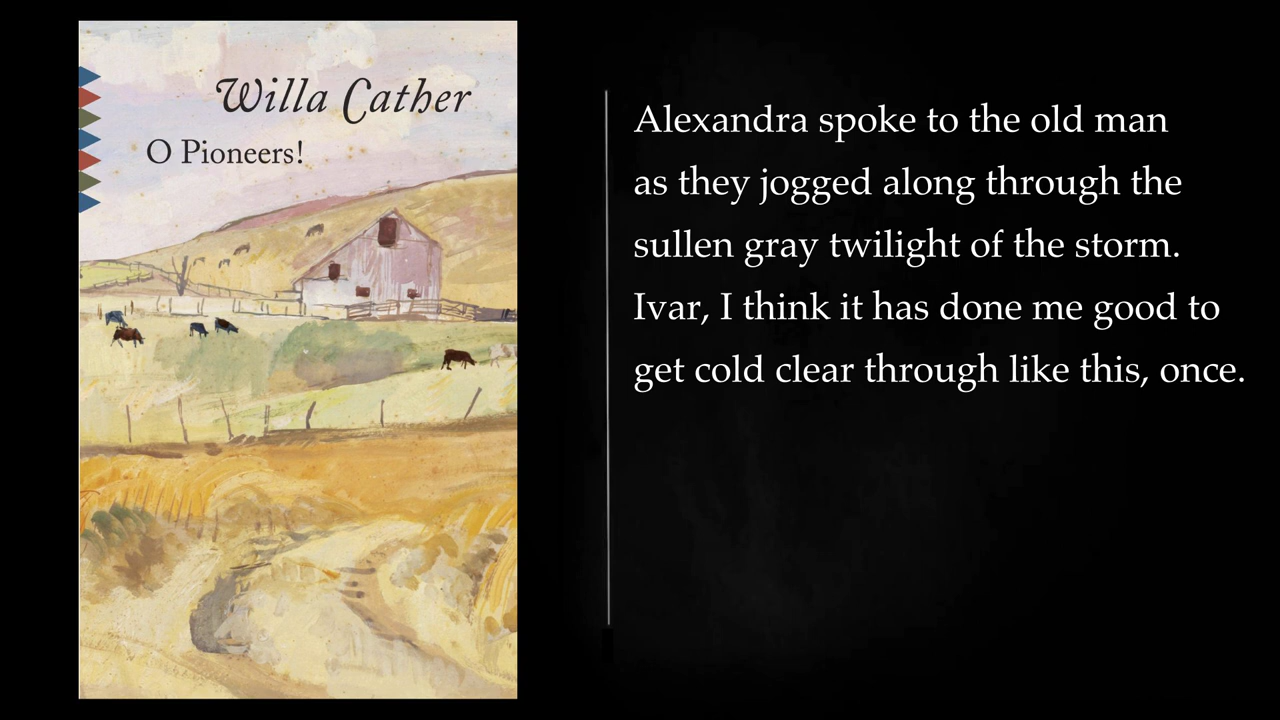 Willa Cather
O Pioneers!
Alexandra spoke to the old man
as they jogged along through the
sullen gray twilight of the storm.
Ivar, I think it has done me good to
get cold clear through like this, once.